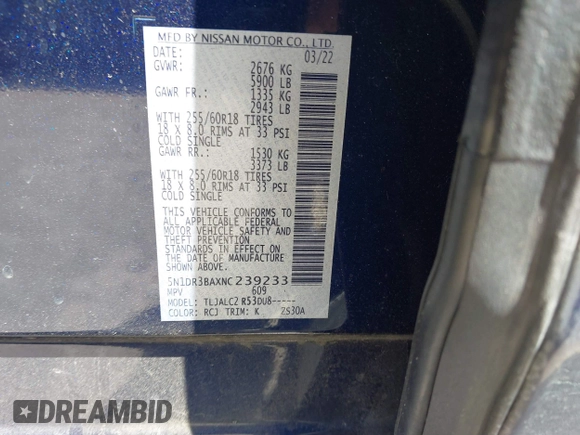 MFD BY NISSAN MOTOR CO., LTD.
DATE: 03/22
GVWR: 2676 KG
5900 LB
GAWR FR.: 1335 KG
2943 LB
WITH 255/60R18 TIRES
18 X 8.0 RIMS AT 33 PSI
COLD SINGLE
GAWR RR.: 1530 KG
3373 LB
WITH 255/60R18 TIRES
18 X 8.0 RIMS AT 33 PSI
COLD SINGLE
THIS VEHICLE CONFORMS TO
ALL APPLICABLE FEDERAL
MOTOR VEHICLE SAFETY AND
THEFT PREVENTION
STANDARDS IN EFFECT ON
THE DATE OF MANUFACTURE
SHOWN ABOVE.
5N1DR3BAXNC239233
MPV 609
MODEL: TLJALC2 R53DU8-----
COLOR: RCJ TRIM: K 2S30A
DREAMBID